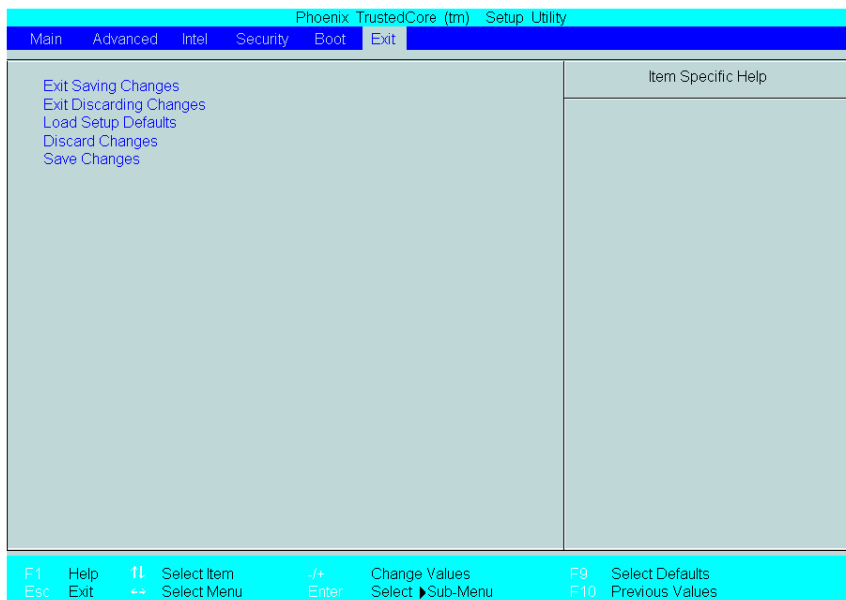 Phoenix TrustedCore (tm) Setup Utility
Main Advanced Intel Security Boot Exit
Item Specific Help
Exit Saving Changes
Exit Discarding Changes
Load Setup Defaults
Discard Changes
Save Changes
F1 Help ↑↓ Select Item -/+ Change Values F9 Select Defaults
Esc Exit ↔ Select Menu Enter Select ▶Sub-Menu F10 Previous Values